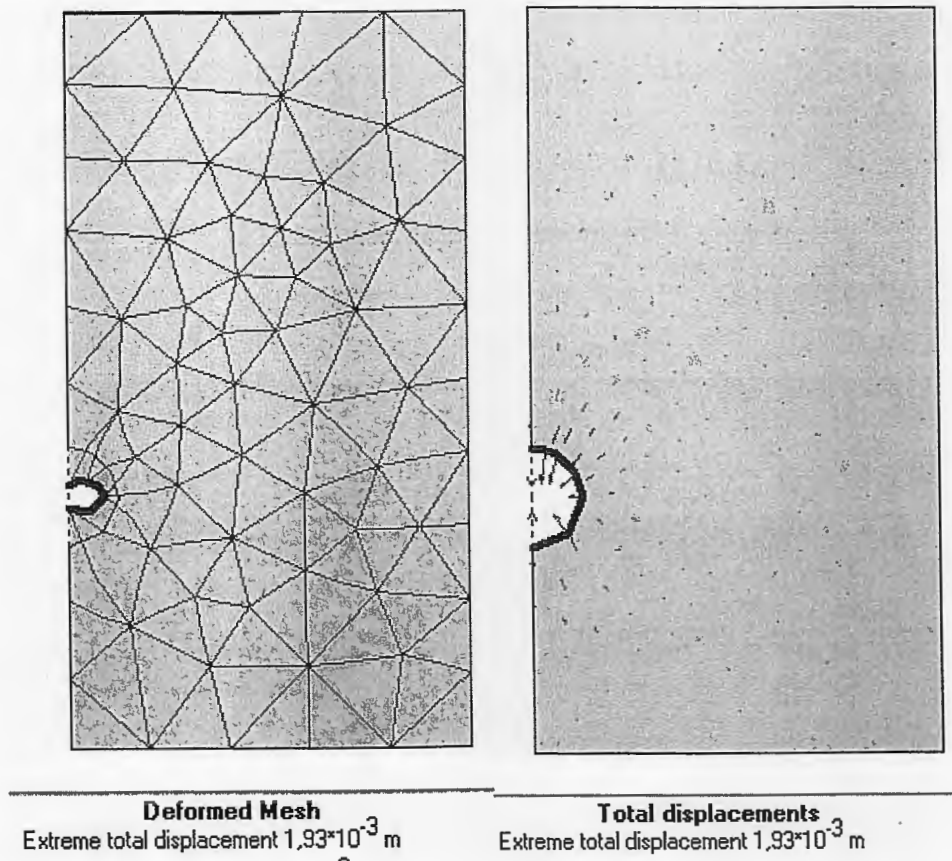 Deformed Mesh
Extreme total displacement 1,93*10⁻³ m
Total displacements
Extreme total displacement 1,93*10⁻³ m